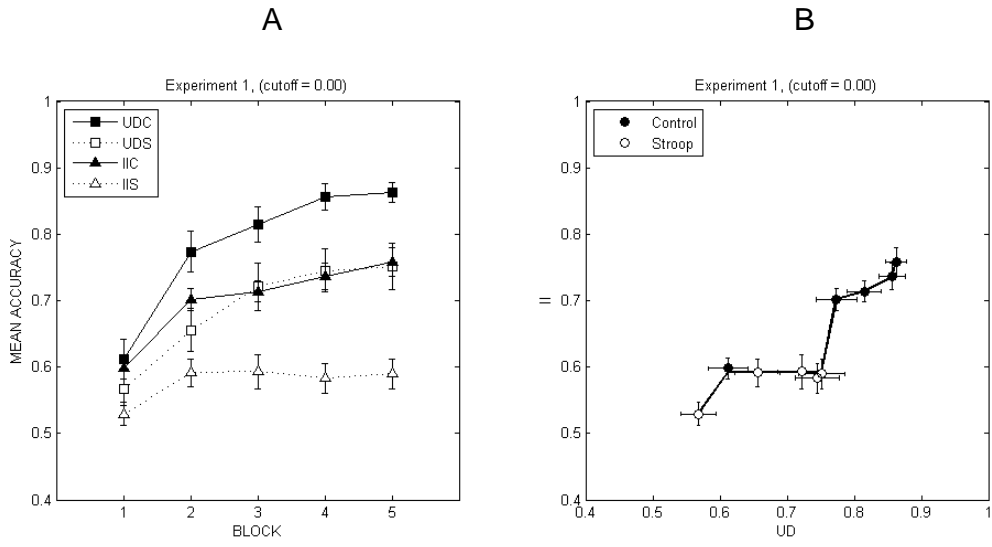 A
Experiment 1, (cutoff = 0.00)
UDC
UDS
IIC
IIS
1
0.9
0.8
0.7
0.6
0.5
0.4
MEAN ACCURACY
1 2 3 4 5
BLOCK
B
Experiment 1, (cutoff = 0.00)
Control
Stroop
1
0.9
0.8
0.7
0.6
0.5
0.4
II
0.4 0.5 0.6 0.7 0.8 0.9 1
UD